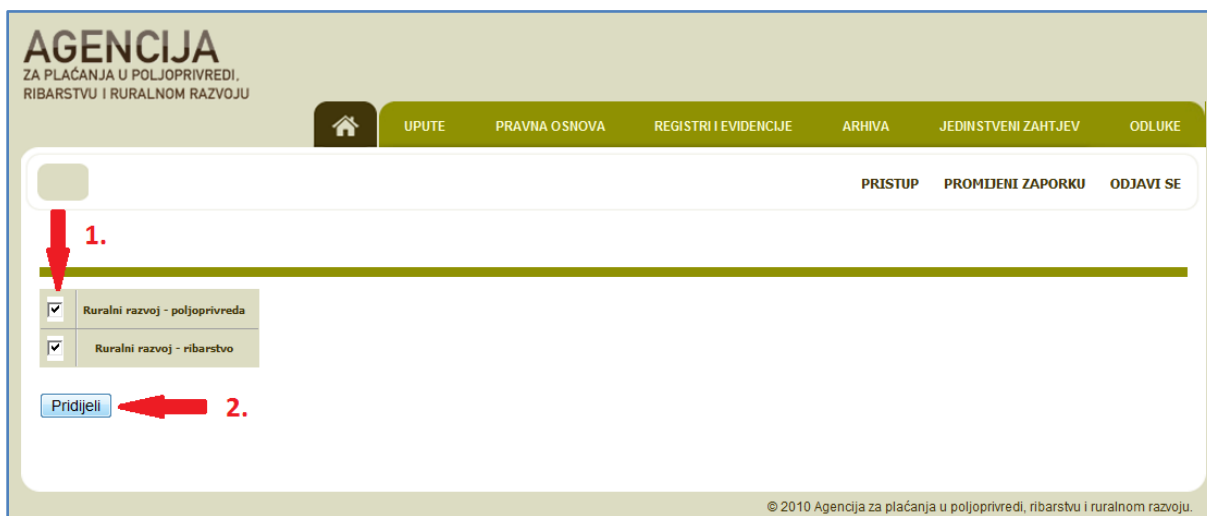 AGENCIJA
ZA PLAĆANJA U POLJOPRIVREDI,
RIBARSTVU I RURALNOM RAZVOJU
UPUTE PRAVNA OSNOVA REGISTRI I EVIDENCIJE ARHIVA JEDINSTVENI ZAHTJEV ODLUKE
PRISTUP PROMIJENI ZAPORKU ODJAVI SE
1.
Ruralni razvoj - poljoprivreda
Ruralni razvoj - ribarstvo
Pridijeli 2.
© 2010 Agencija za plaćanja u poljoprivredi, ribarstvu i ruralnom razvoju.